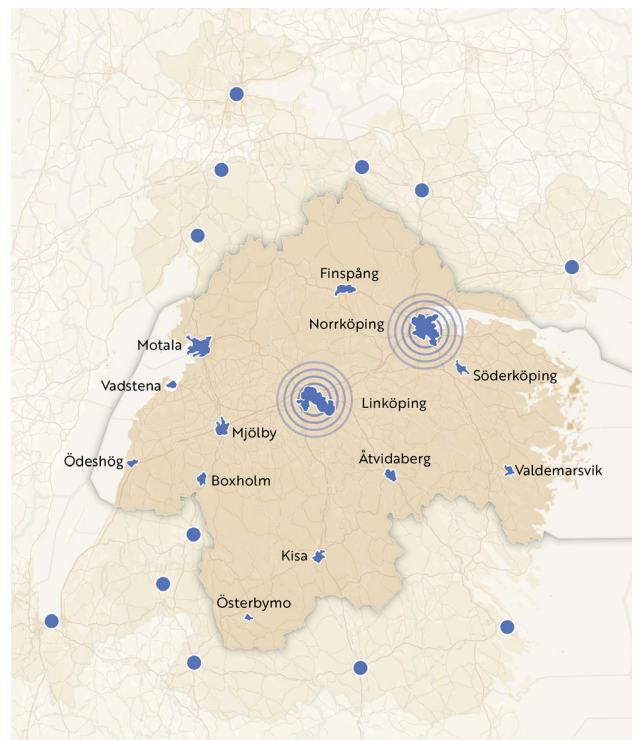 Finspång
Norrköping
Motala
Söderköping
Vadstena
Linköping
Mjölby
Ödeshög
Åtvidaberg
Valdemarsvik
Boxholm
Kisa
Österbymo